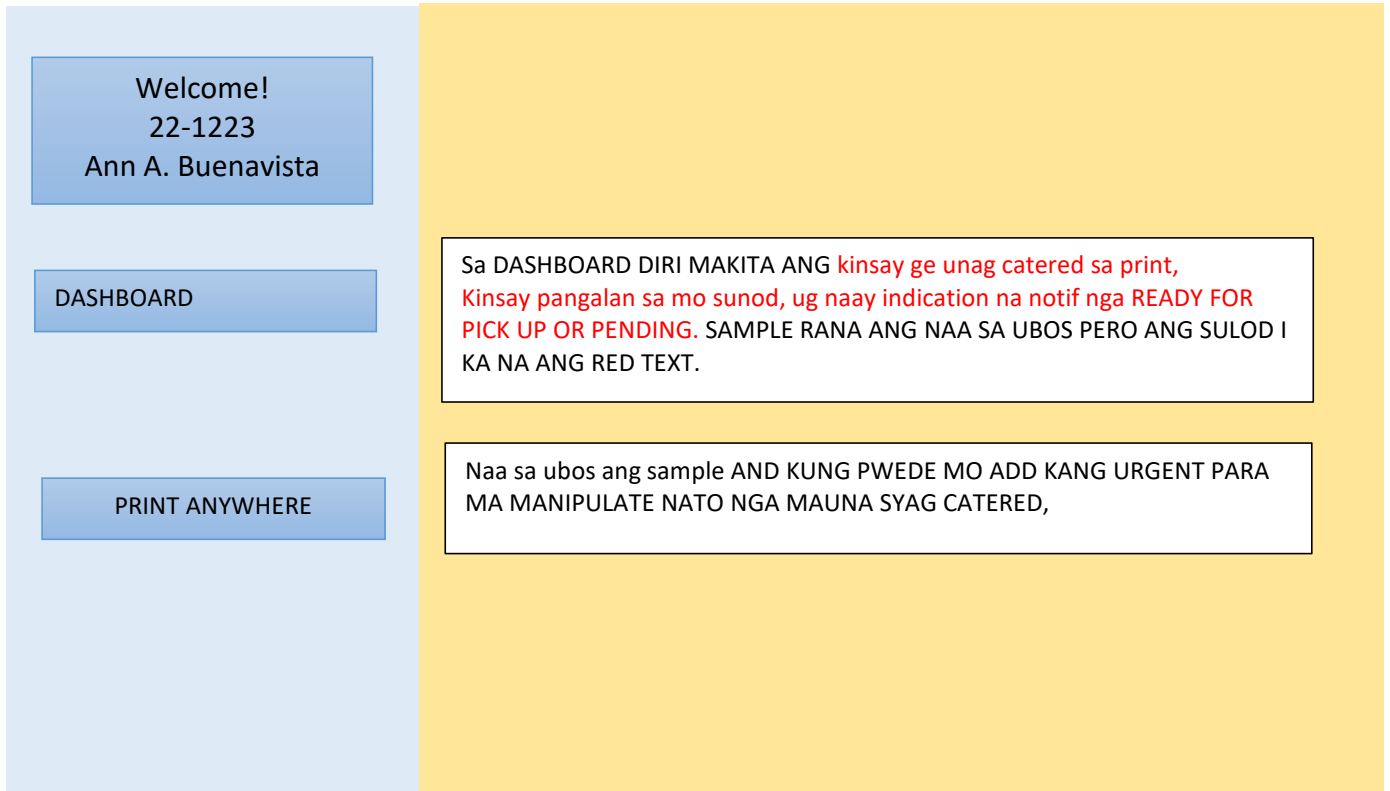 Welcome!
22-1223
Ann A. Buenavista
DASHBOARD
Sa DASHBOARD DIRI MAKITA ANG kinsay ge unag catered sa print,
Kinsay pangalan sa mo sunod, ug naay indication na notif nga READY FOR
PICK UP OR PENDING. SAMPLE RANA ANG NAA SA UBOS PERO ANG SULOD I
KA NA ANG RED TEXT.
PRINT ANYWHERE
Naa sa ubos ang sample AND KUNG PWEDE MO ADD KANG URGENT PARA
MA MANIPULATE NATO NGA MAUNA SYAG CATERED,